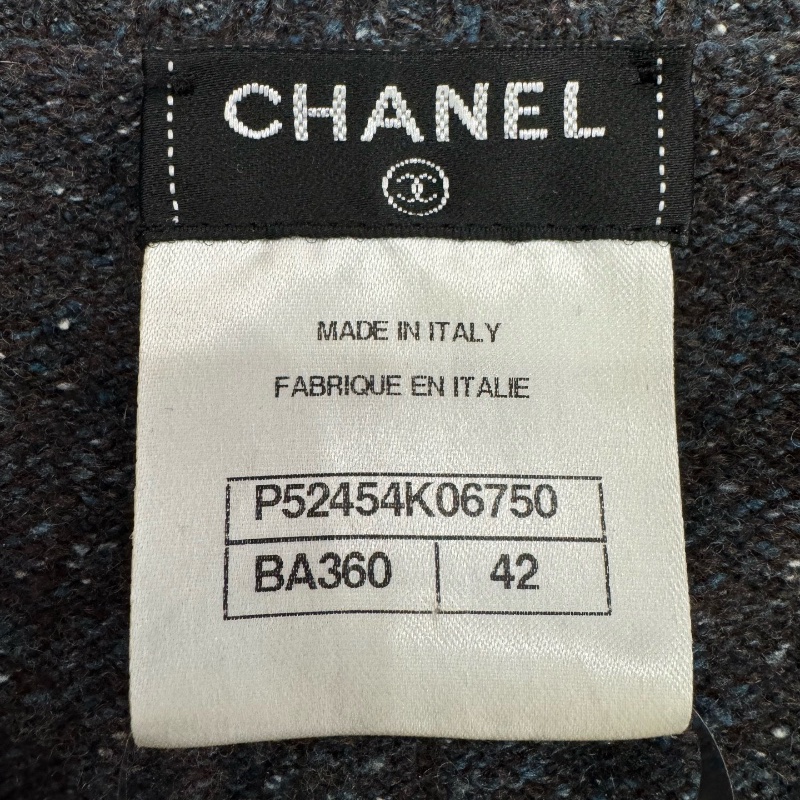 CHANEL
MADE IN ITALY
FABRIQUE EN ITALIE
P52454K06750
BA360 42